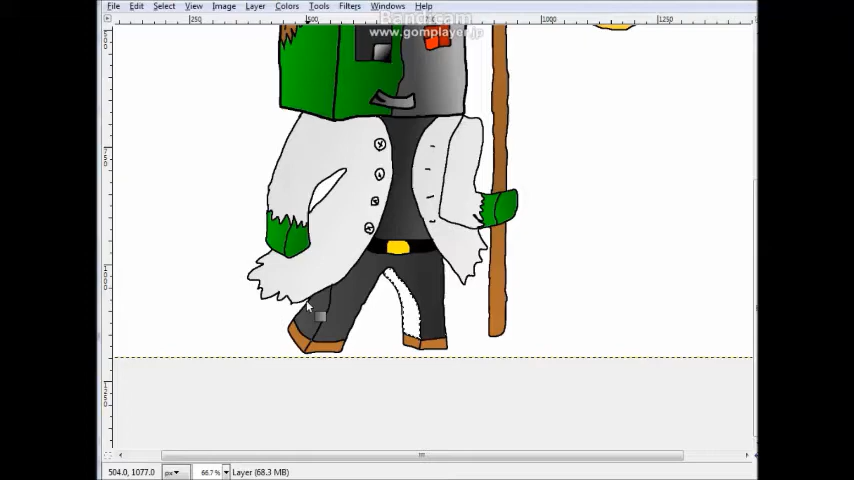 Bandicam
www.gomplayer.jp
File Edit Select View Image Layer Colors Tools Filters Windows Help
250 500 1000 1250
504.0, 1077.0 px 66.7% Layer (68.3 MB)